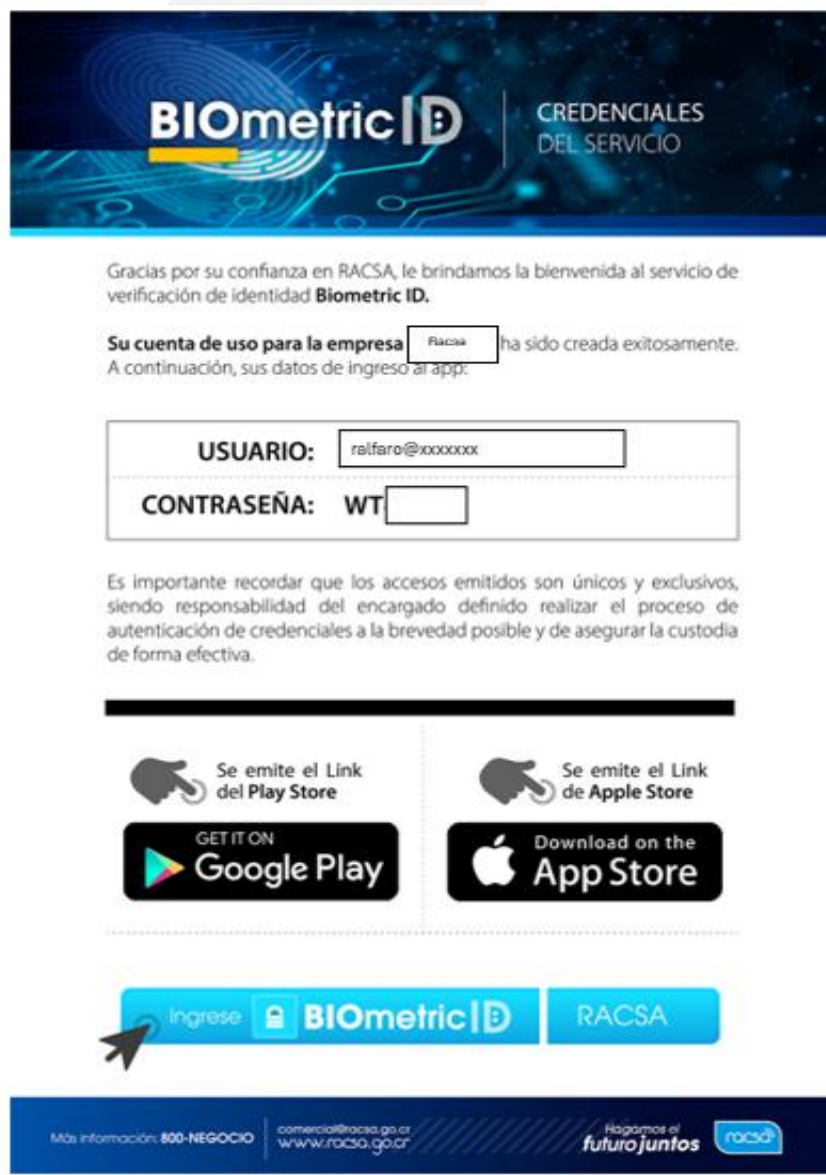 BIOmetric ID
CREDENCIALES
DEL SERVICIO
Gracias por su confianza en RACSA, le brindamos la bienvenida al servicio de
verificación de identidad Biometric ID.
Su cuenta de uso para la empresa Racsa ha sido creada exitosamente.
A continuación, sus datos de ingreso al app:
USUARIO: ralfaro@xxxxxxx
CONTRASEÑA: WT
Es importante recordar que los accesos emitidos son únicos y exclusivos,
siendo responsabilidad del encargado definido realizar el proceso de
autenticación de credenciales a la brevedad posible y de asegurar la custodia
de forma efectiva.
Se emite el Link
del Play Store
GET IT ON
Google Play
Se emite el Link
de Apple Store
Download on the
App Store
Ingrese BIOmetric ID RACSA
Más información: 800-NEGOCIO
comercial@racsa.go.cr
www.racsa.go.cr
Hagamos el
futuro juntos
racsa